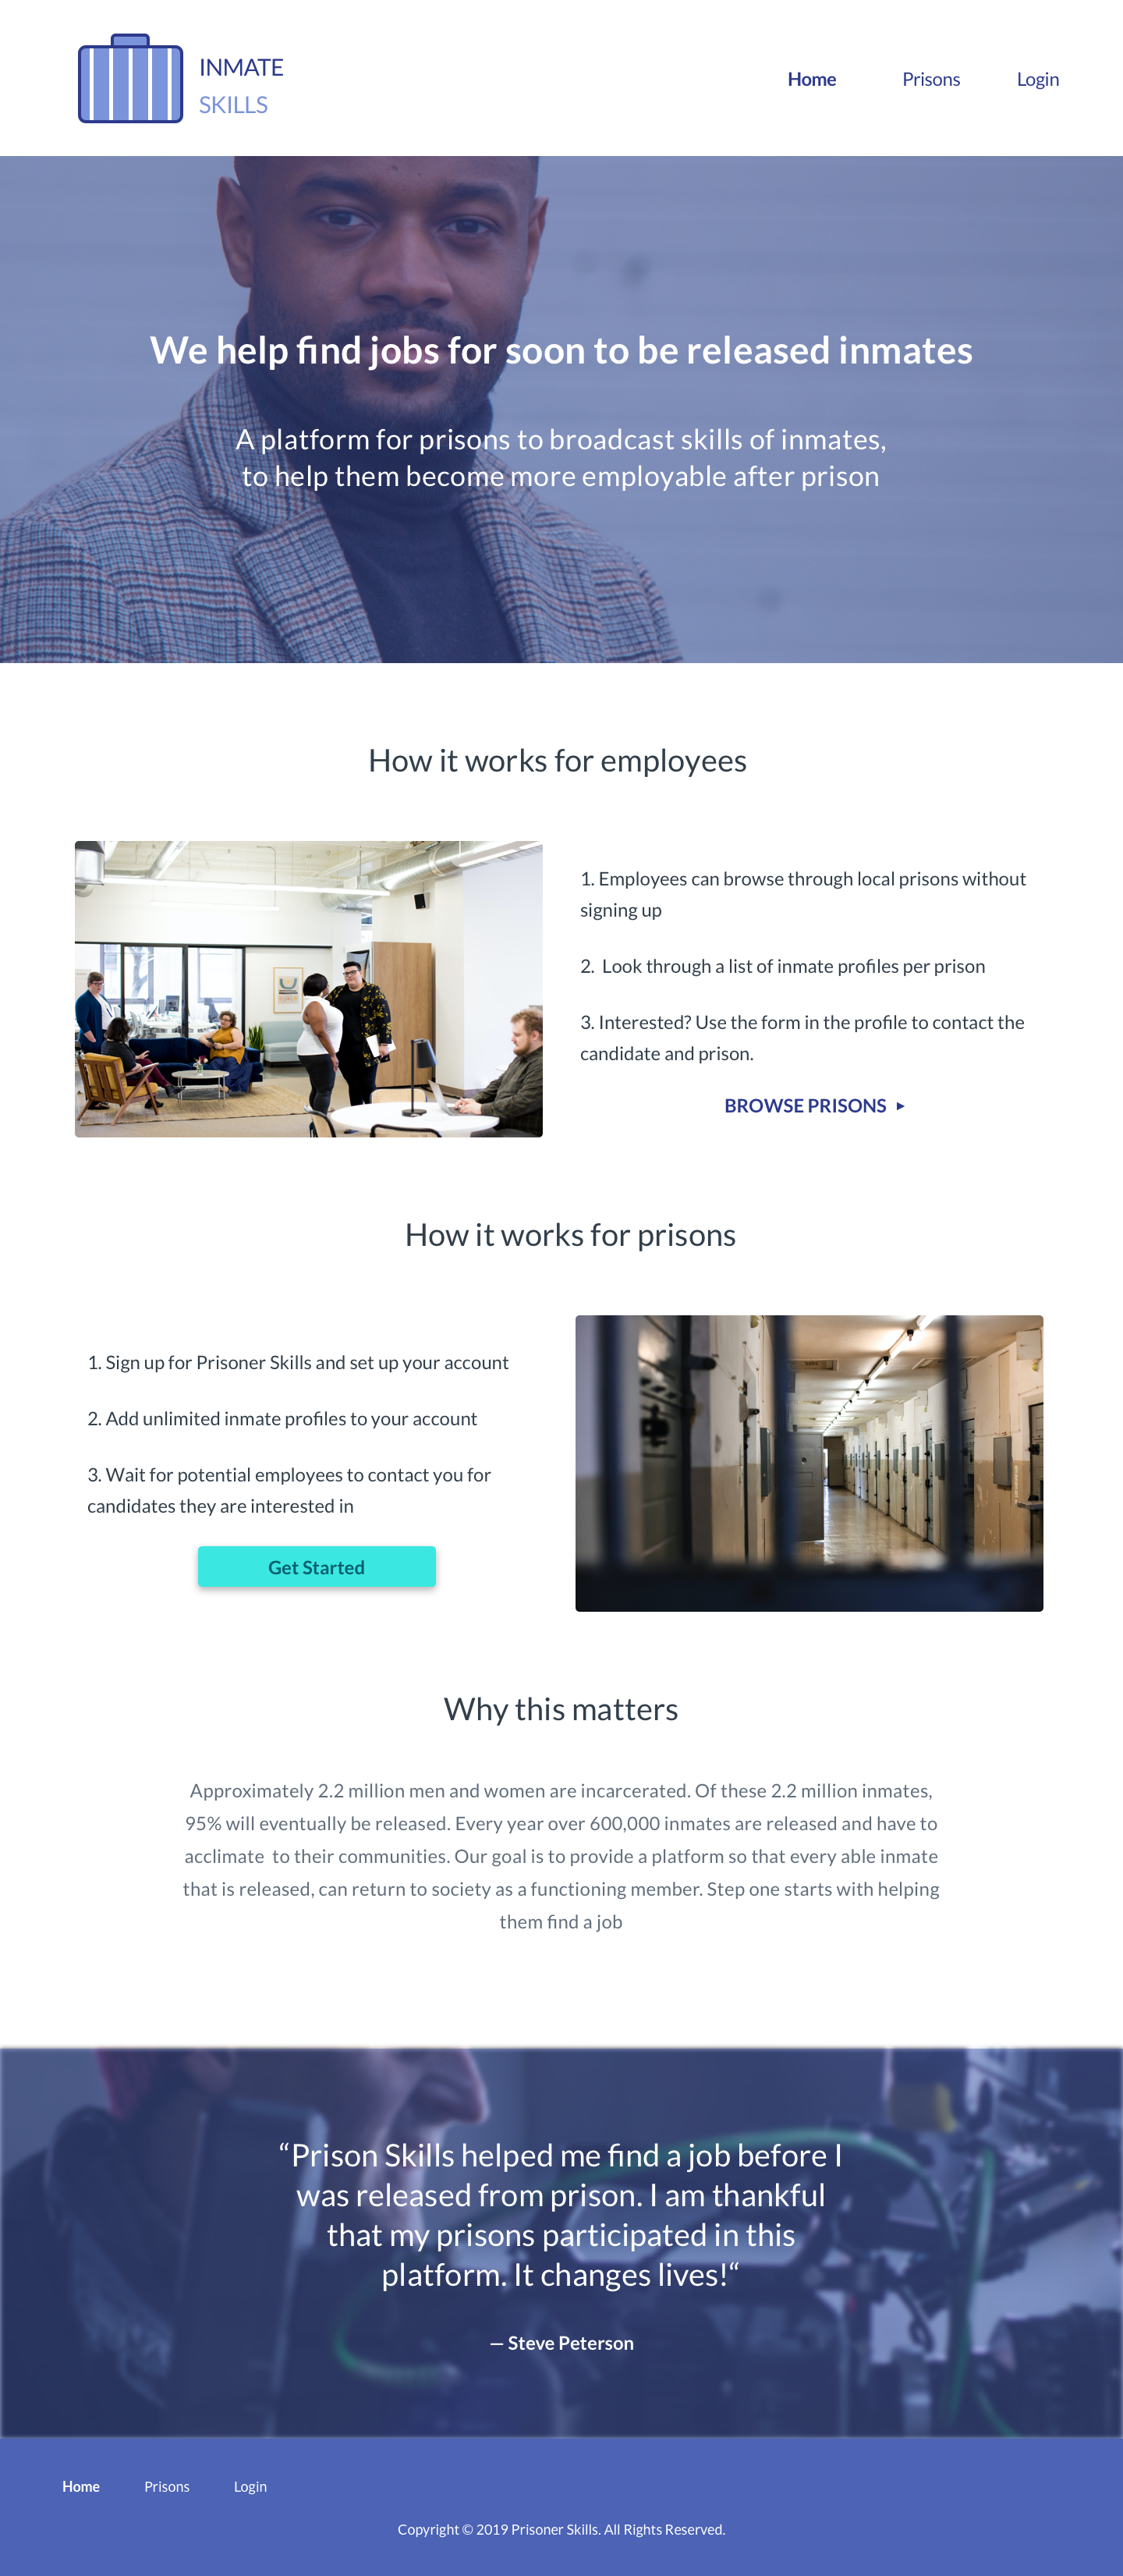 INMATE
SKILLS
Home Prisons Login
We help find jobs for soon to be released inmates
A platform for prisons to broadcast skills of inmates,
to help them become more employable after prison
How it works for employees
1. Employees can browse through local prisons without
signing up
2.  Look through a list of inmate profiles per prison
3. Interested? Use the form in the profile to contact the
candidate and prison.
BROWSE PRISONS ▸
How it works for prisons
1. Sign up for Prisoner Skills and set up your account
2. Add unlimited inmate profiles to your account
3. Wait for potential employees to contact you for
candidates they are interested in
Get Started
Why this matters
Approximately 2.2 million men and women are incarcerated. Of these 2.2 million inmates,
95% will eventually be released. Every year over 600,000 inmates are released and have to
acclimate  to their communities. Our goal is to provide a platform so that every able inmate
that is released, can return to society as a functioning member. Step one starts with helping
them find a job
“Prison Skills helped me find a job before I
was released from prison. I am thankful
that my prisons participated in this
platform. It changes lives!“
— Steve Peterson
Home Prisons Login
Copyright © 2019 Prisoner Skills. All Rights Reserved.